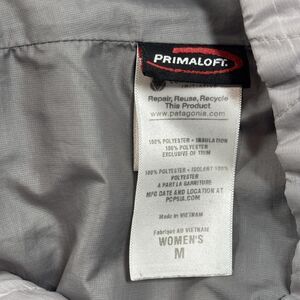 PRIMALOFT
Repair, Reuse, Recycle
This Product
www.patagonia.com
100% POLYESTER • INSULATION
100% POLYESTER
EXCLUSIVE OF TRIM
100% POLYESTER • ISOLANT 100%
POLYESTER
A PART LA GARNITURE
MFG DATE AND LOCATION AT
PCPSIA.COM
Made in VIETNAM
Fabriqué AU VIETNAM
WOMEN'S
M